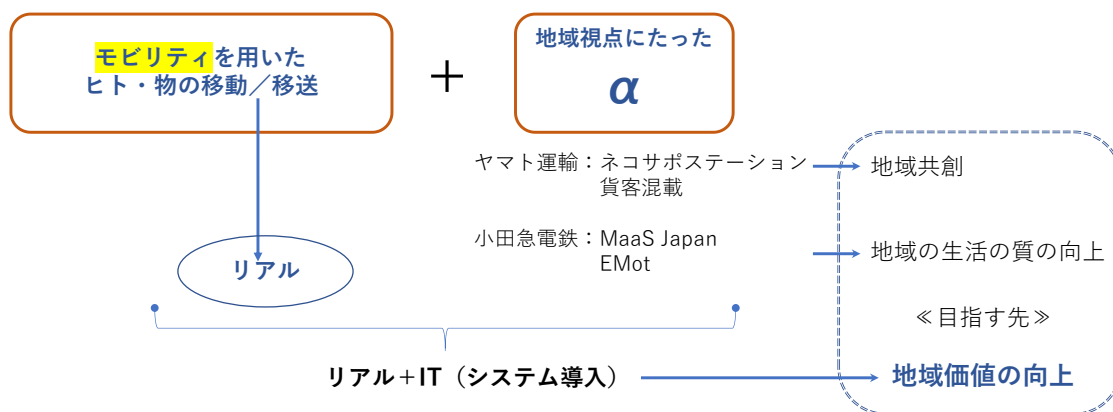 モビリティを用いた
ヒト・物の移動／移送
＋
地域視点にたった
α
ヤマト運輸：ネコサポステーション
貨客混載
地域共創
小田急電鉄：MaaS Japan
EMot
地域の生活の質の向上
リアル
≪目指す先≫
リアル＋IT（システム導入）
地域価値の向上